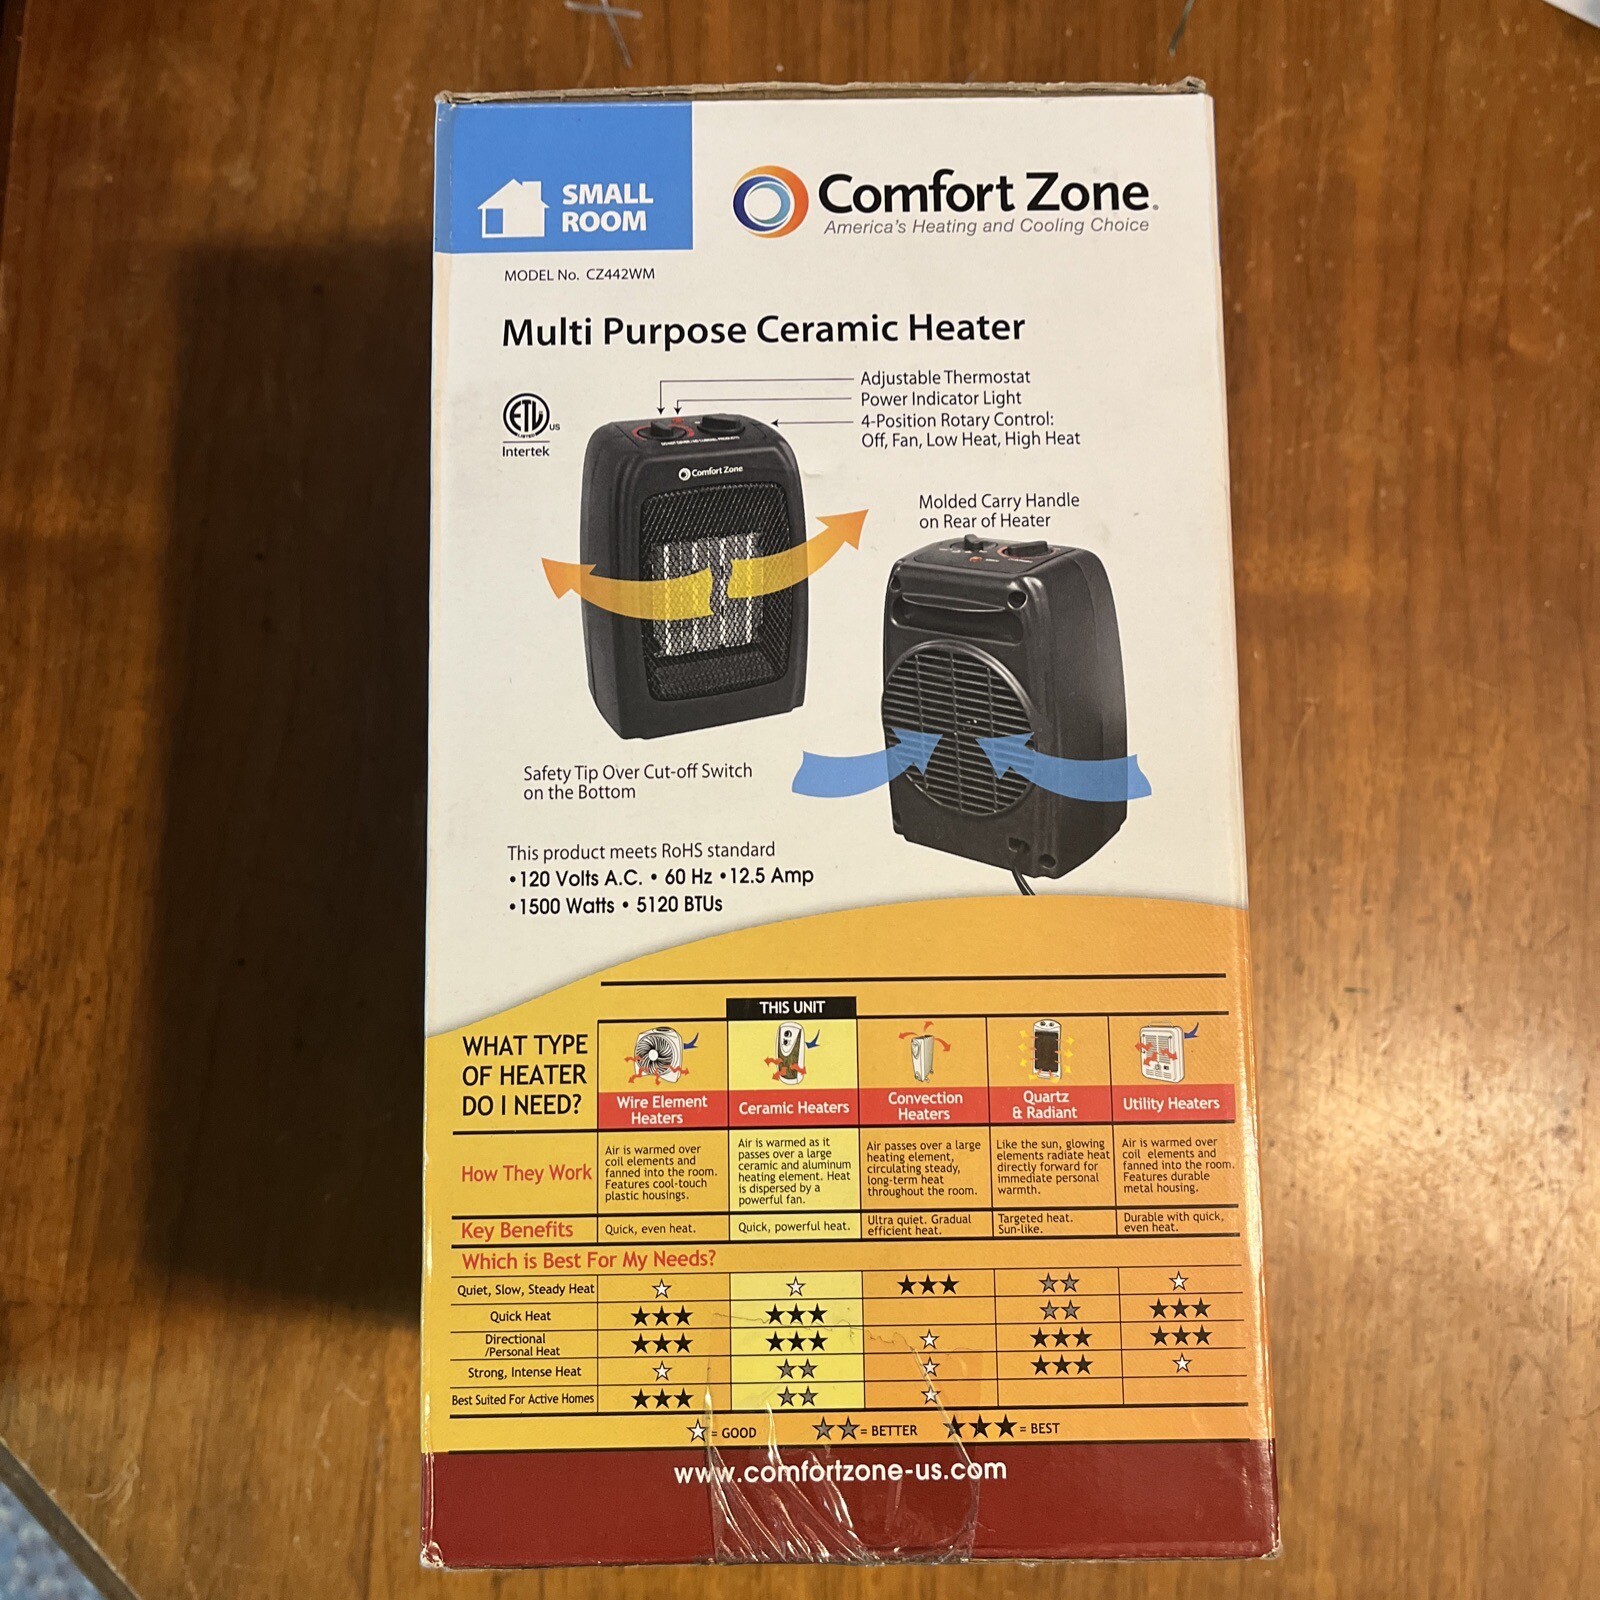 SMALL
ROOM
Comfort Zone®
America's Heating and Cooling Choice
MODEL No. CZ442WM
Multi Purpose Ceramic Heater
Adjustable Thermostat
Power Indicator Light
4-Position Rotary Control:
Off, Fan, Low Heat, High Heat
ETL
LISTED
US
Intertek
Comfort Zone
Molded Carry Handle
on Rear of Heater
Safety Tip Over Cut-off Switch
on the Bottom
This product meets RoHS standard
•120 Volts A.C. • 60 Hz •12.5 Amp
•1500 Watts • 5120 BTUs
THIS UNIT
WHAT TYPE
OF HEATER
DO I NEED?
Wire Element
Heaters
Ceramic Heaters
Convection
Heaters
Quartz
& Radiant
Utility Heaters
How They Work
Air is warmed over
coil elements and
fanned into the room.
Features cool-touch
plastic housings.
Air is warmed as it
passes over a large
ceramic and aluminum
heating element. Heat
is dispersed by a
powerful fan.
Air passes over a large
heating element,
circulating steady,
long-term heat
throughout the room.
Like the sun, glowing
elements radiate heat
directly forward for
immediate personal
warmth.
Air is warmed over
coil elements and
fanned into the room.
Features durable
metal housing.
Key Benefits
Quick, even heat.
Quick, powerful heat.
Ultra quiet. Gradual
efficient heat.
Targeted heat.
Sun-like.
Durable with quick,
even heat.
Which is Best For My Needs?
Quiet, Slow, Steady Heat
Quick Heat
Directional
/Personal Heat
Strong, Intense Heat
Best Suited For Active Homes
= GOOD
= BETTER
= BEST
www.comfortzone-us.com